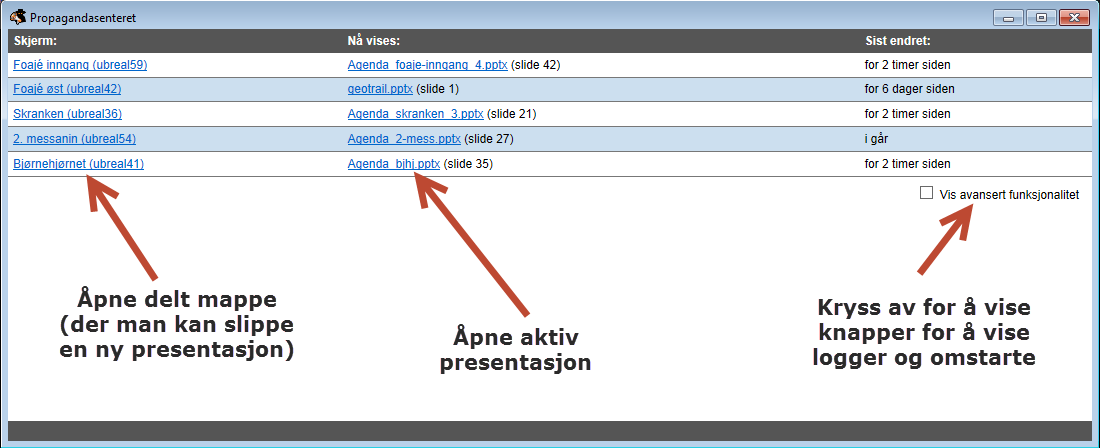 Propagandasenteret
Skjerm: Nå vises: Sist endret:
Foajé inngang (ubreal59) Agenda_foaje-inngang_4.pptx (slide 42) for 2 timer siden
Foajé øst (ubreal42) geotrail.pptx (slide 1) for 6 dager siden
Skranken (ubreal36) Agenda_skranken_3.pptx (slide 21) for 2 timer siden
2. messanin (ubreal54) Agenda_2-mess.pptx (slide 27) i går
Bjørnehjørnet (ubreal41) Agenda_bjhj.pptx (slide 35) for 2 timer siden
Vis avansert funksjonalitet
Åpne delt mappe
(der man kan slippe
en ny presentasjon)
Åpne aktiv
presentasjon
Kryss av for å vise
knapper for å vise
logger og omstarte